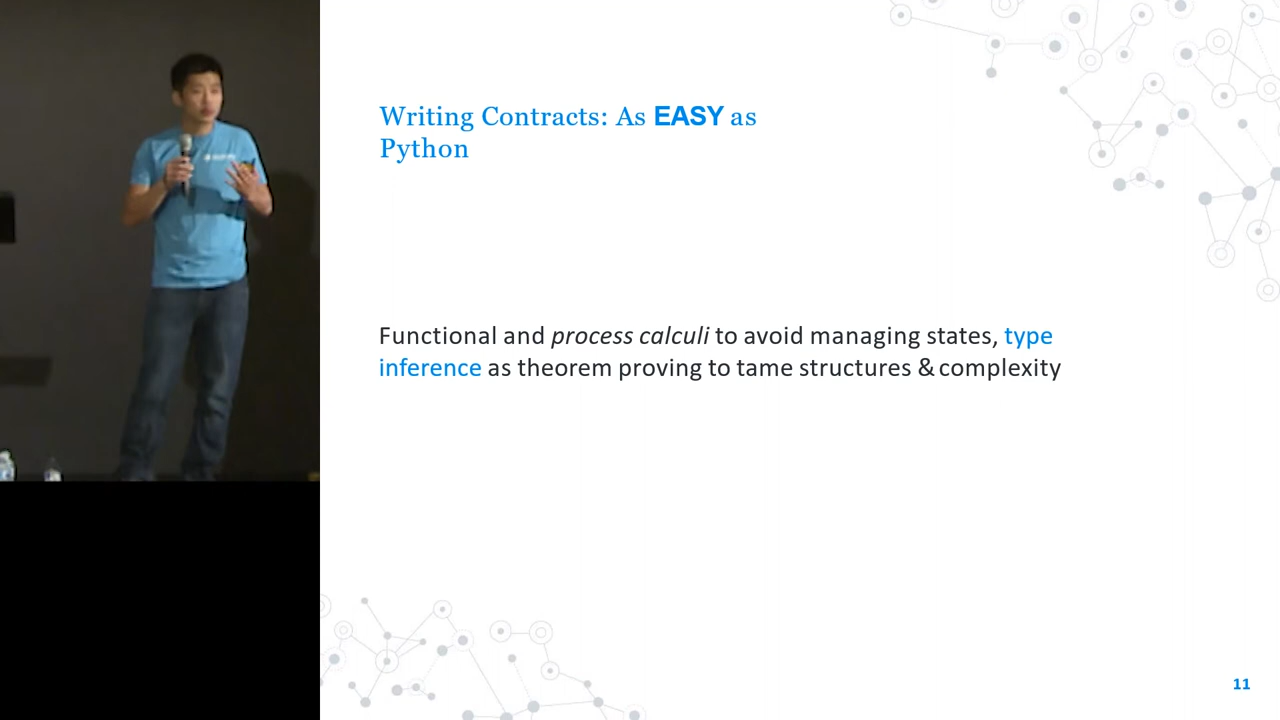 Writing Contracts: As EASY as
Python
Functional and process calculi to avoid managing states, type
inference as theorem proving to tame structures & complexity
11